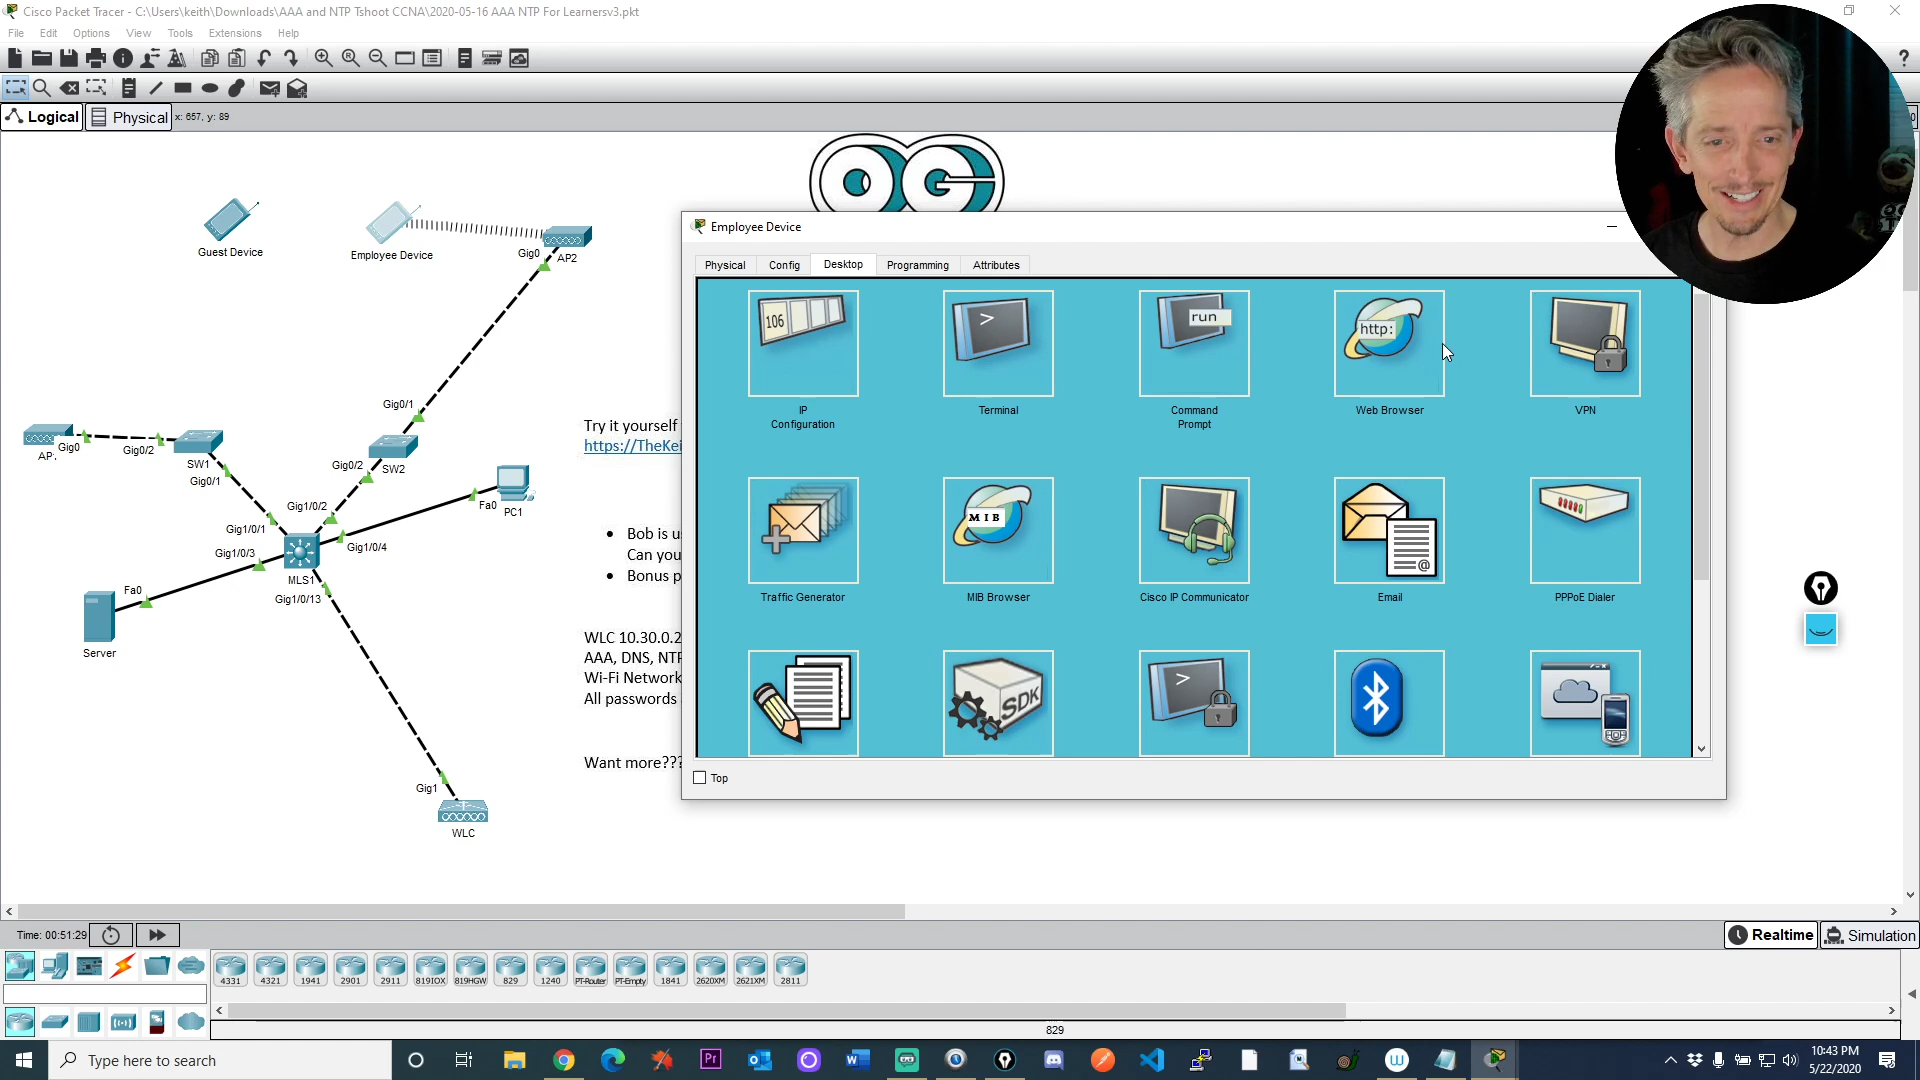 Cisco Packet Tracer - C:\Users\keith\Downloads\AAA and NTP Tshoot CCNA\2020-05-16 AAA NTP For Learnersv3.pkt
File Edit Options View Tools Extensions Help
Logical Physical x: 657, y: 89
OG
Guest Device
Employee Device
Gig0
AP2
Gig0/1
Gig0
Gig0/2
SW1
Gig0/1
Gig0/2
SW2
Gig1/0/2
Fa0
PC1
Gig1/0/1
Gig1/0/4
Gig1/0/3
MLS1
Gig1/0/13
Fa0
Server
Gig1
WLC
Try it yourself
https://TheKei
Bob is u
Can you
Bonus p
WLC 10.30.0.2
AAA, DNS, NTP
Wi-Fi Network
All passwords
Want more???
Employee Device
Physical Config Desktop Programming Attributes
106
>
run
http:
IP
Configuration
Terminal
Command
Prompt
Web Browser
VPN
MIB
@
Traffic Generator
MIB Browser
Cisco IP Communicator
Email
PPPoE Dialer
SDK
>
Top
Time: 00:51:29
Realtime Simulation
4331 4321 1941 2901 2911 819IOX 819HGW 829 1240 PT-Router PT-Empty 1841 2620XM 2621XM 2811
829
Type here to search
10:43 PM
5/22/2020